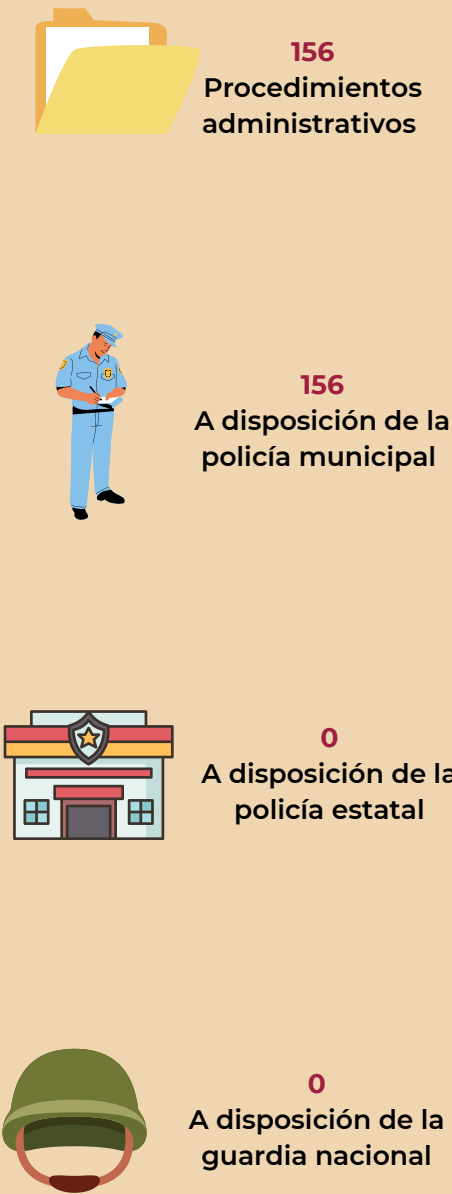 156
Procedimientos
administrativos
156
A disposición de la
policía municipal
0
A disposición de la
policía estatal
0
A disposición de la
guardia nacional